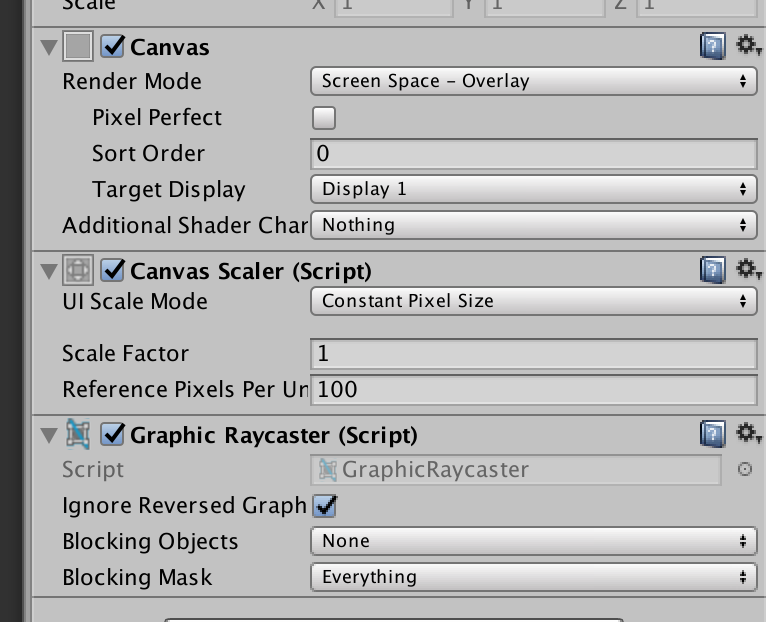 Scale X 1 Y 1 Z 1
Canvas
Render Mode Screen Space – Overlay
Pixel Perfect
Sort Order 0
Target Display Display 1
Additional Shader Char Nothing
Canvas Scaler (Script)
UI Scale Mode Constant Pixel Size
Scale Factor 1
Reference Pixels Per Un 100
Graphic Raycaster (Script)
Script GraphicRaycaster
Ignore Reversed Graph
Blocking Objects None
Blocking Mask Everything